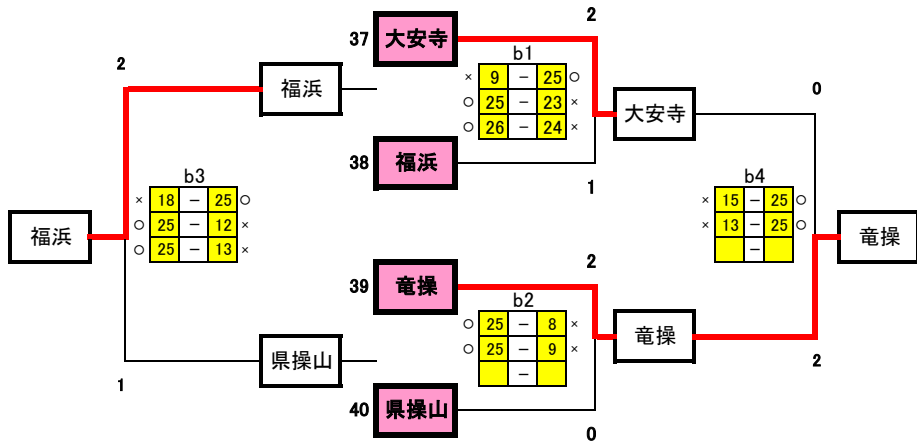 2
37 大安寺
2
b1
× 9 － 25 ○
○ 25 － 23 ×
○ 26 － 24 ×
福浜
0
大安寺
38 福浜
1
b3
× 18 － 25 ○
○ 25 － 12 ×
○ 25 － 13 ×
b4
× 15 － 25 ○
× 13 － 25 ○
－
福浜
竜操
2
39 竜操
b2
○ 25 － 8 ×
○ 25 － 9 ×
－
竜操
県操山
2
1
40 県操山
0